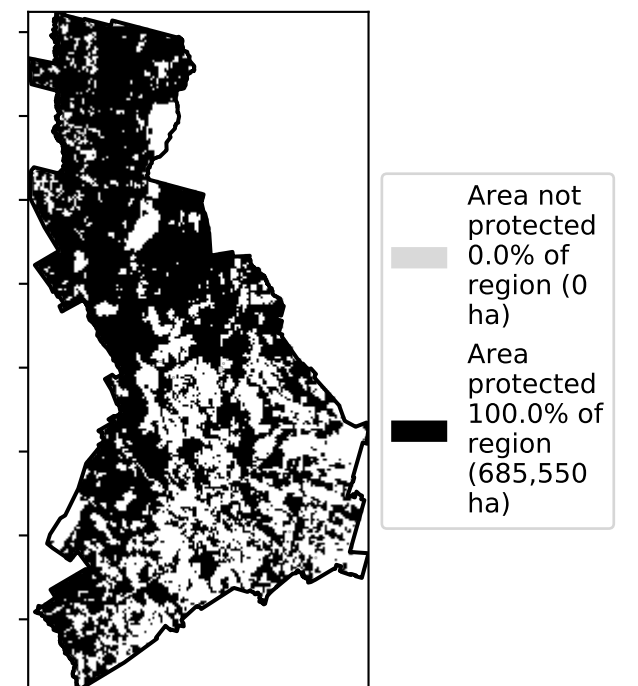 Area not
protected
0.0% of
region (0
ha)
Area
protected
100.0% of
region
(685,550
ha)